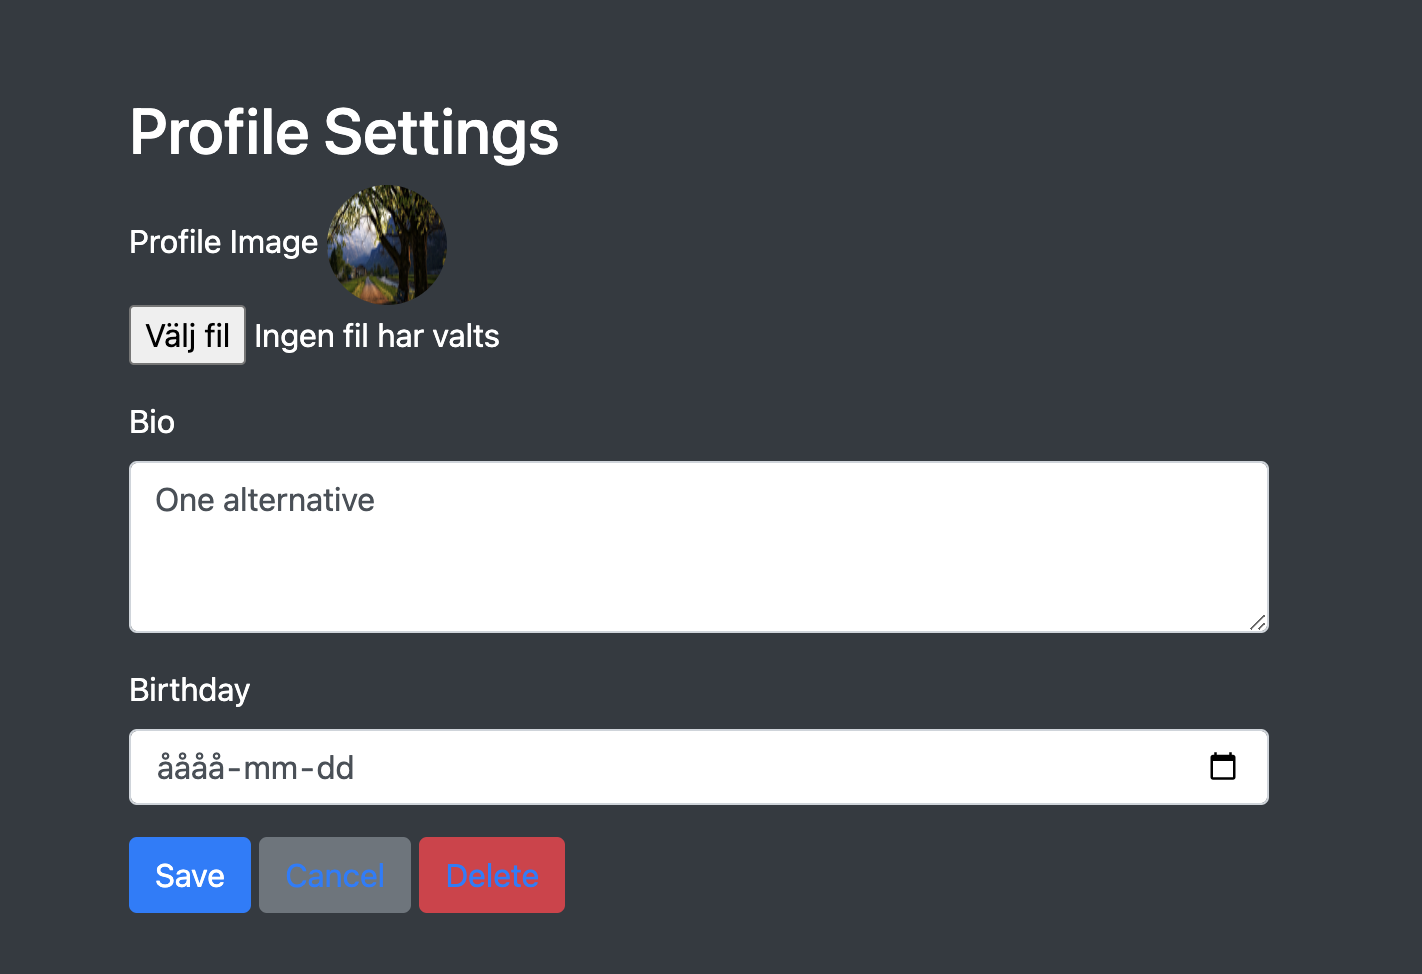 Profile Settings
Profile Image
Välj fil Ingen fil har valts
Bio
One alternative
Birthday
åååå-mm-dd
Save Cancel Delete